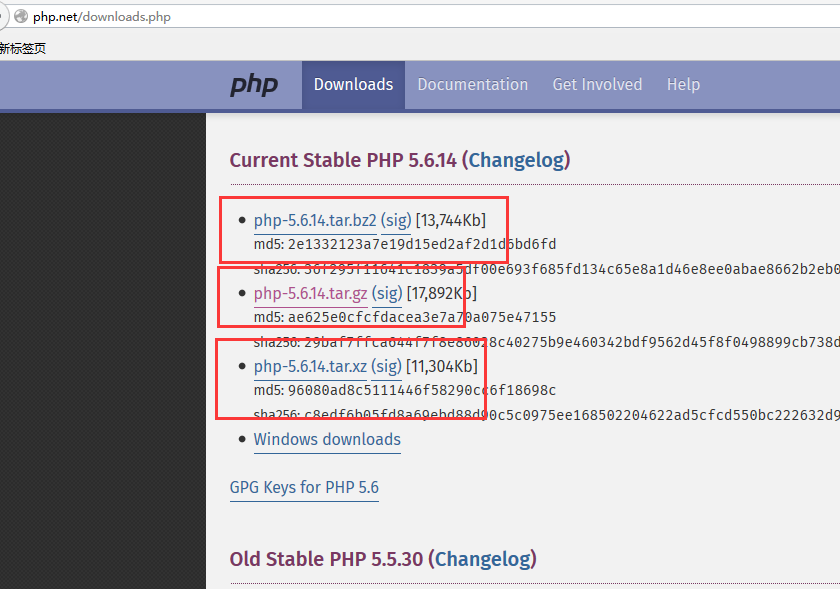 php.net/downloads.php
新标签页
php
Downloads
Documentation
Get Involved
Help
Current Stable PHP 5.6.14 (Changelog)
php-5.6.14.tar.bz2 (sig) [13,744Kb]
md5: 2e1332123a7e19d15ed2af2d1d6bd6fd
sha256:
php-5.6.14.tar.gz (sig) [17,892Kb]
md5: ae625e0cfcfdacea3e7a70a075e47155
sha256:
php-5.6.14.tar.xz (sig) [11,304Kb]
md5: 96080ad8c5111446f58290cc6f18698c
sha256:
Windows downloads
GPG Keys for PHP 5.6
Old Stable PHP 5.5.30 (Changelog)